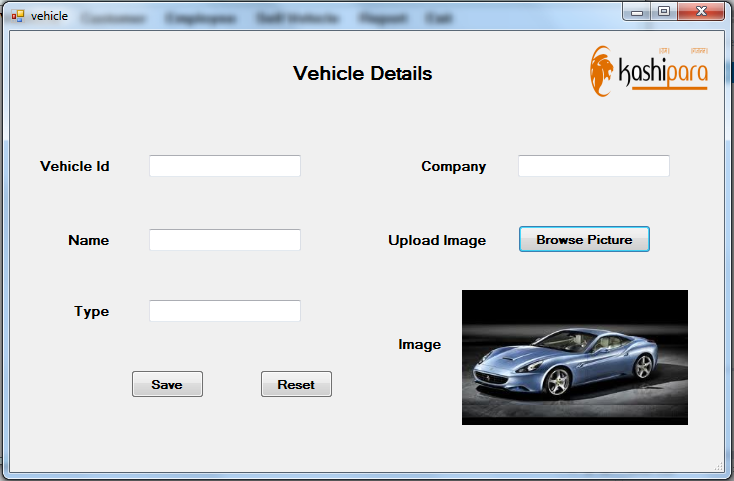 vehicle
Customer Employee Sell Vehicle Report Exit
Vehicle Details
kashipara
Vehicle Id
Company
Name
Upload Image
Browse Picture
Type
Image
Save
Reset